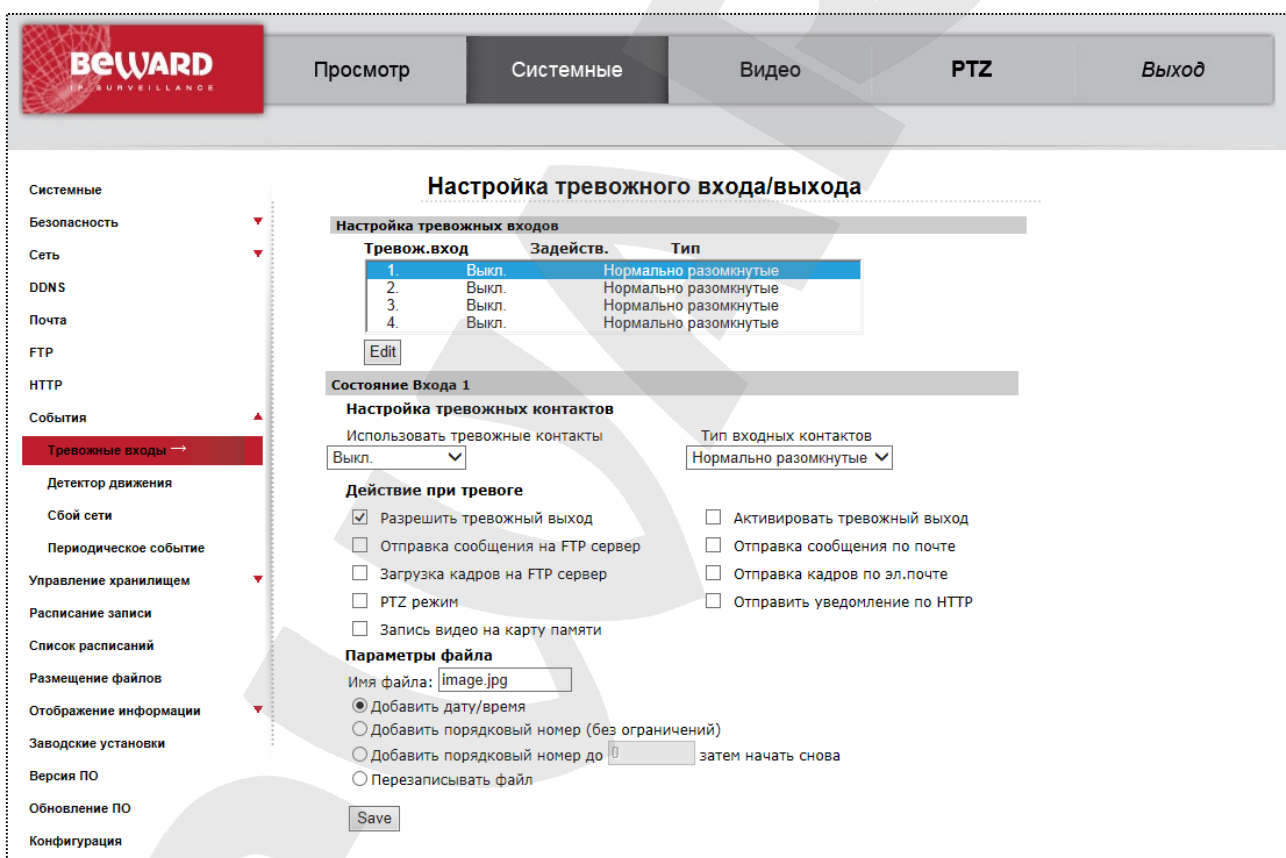 BEWARD
IP SURVEILLANCE
Просмотр
Системные
Видео
PTZ
Выход
Системные
Безопасность
Сеть
DDNS
Почта
FTP
HTTP
События
Тревожные входы →
Детектор движения
Сбой сети
Периодическое событие
Управление хранилищем
Расписание записи
Список расписаний
Размещение файлов
Отображение информации
Заводские установки
Версия ПО
Обновление ПО
Конфигурация
Настройка тревожного входа/выхода
Настройка тревожных входов
Тревож.вход Задейств. Тип
1. Выкл. Нормально разомкнутые
2. Выкл. Нормально разомкнутые
3. Выкл. Нормально разомкнутые
4. Выкл. Нормально разомкнутые
Edit
Состояние Входа 1
Настройка тревожных контактов
Использовать тревожные контакты Тип входных контактов
Выкл. Нормально разомкнутые
Действие при тревоге
Разрешить тревожный выход Активировать тревожный выход
Отправка сообщения на FTP сервер Отправка сообщения по почте
Загрузка кадров на FTP сервер Отправка кадров по эл.почте
PTZ режим Отправить уведомление по HTTP
Запись видео на карту памяти
Параметры файла
Имя файла: image.jpg
Добавить дату/время
Добавить порядковый номер (без ограничений)
Добавить порядковый номер до 0 затем начать снова
Перезаписывать файл
Save